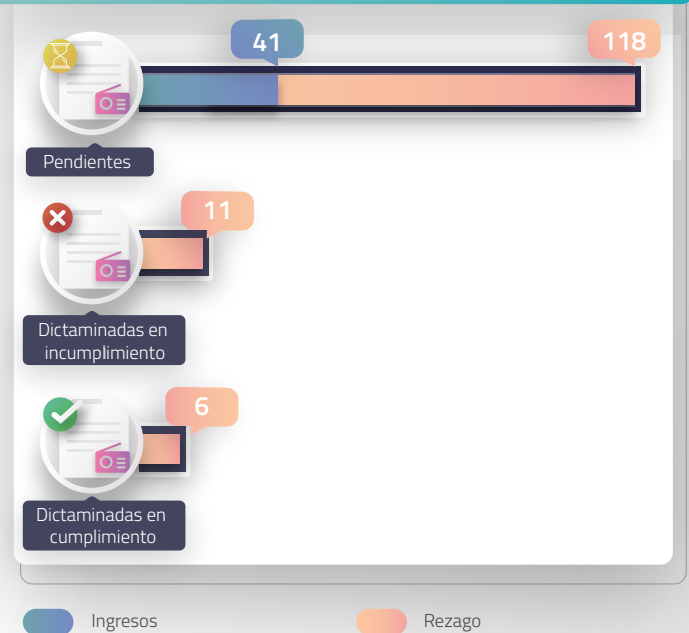 41
118
Pendientes
11
Dictaminadas en
incumplimiento
6
Dictaminadas en
cumplimiento
Ingresos
Rezago